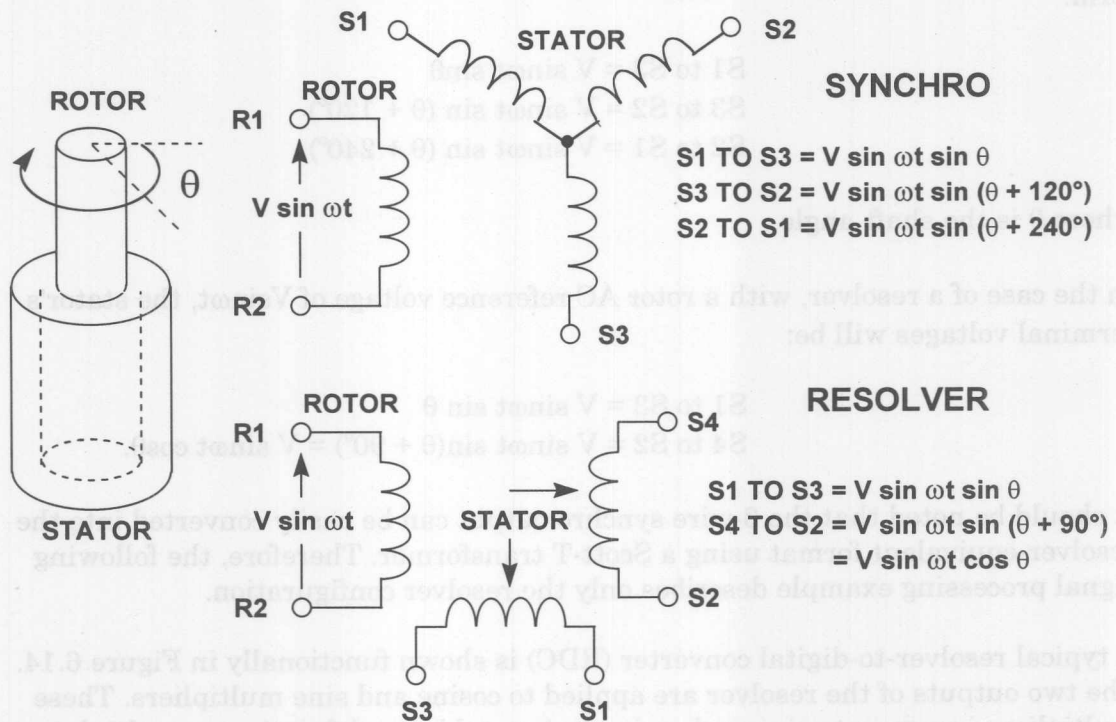 S1
STATOR
S2
ROTOR
ROTOR
R1
θ
V sin ωt
R2
S3
SYNCHRO
S1 TO S3 = V sin ωt sin θ
S3 TO S2 = V sin ωt sin (θ + 120°)
S2 TO S1 = V sin ωt sin (θ + 240°)
STATOR
ROTOR
R1
V sin ωt
R2
STATOR
S4
S2
S3
S1
RESOLVER
S1 TO S3 = V sin ωt sin θ
S4 TO S2 = V sin ωt sin (θ + 90°)
= V sin ωt cos θ